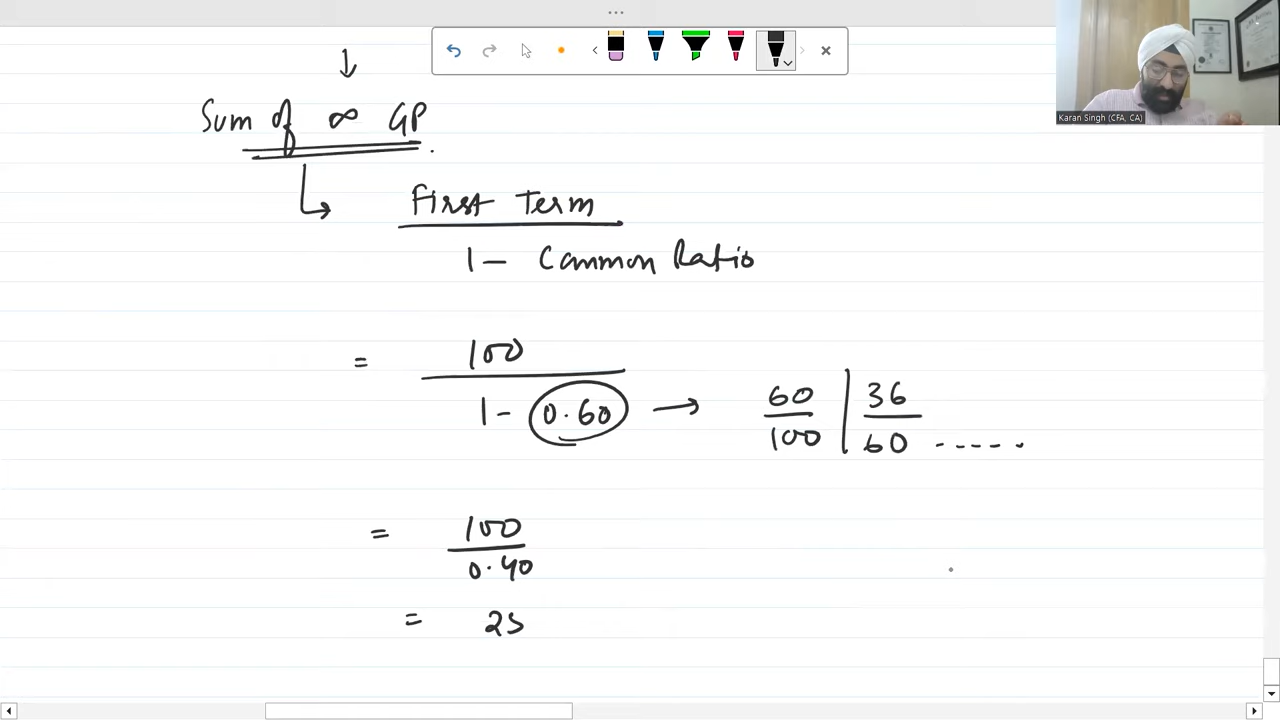 Karan Singh (CFA, CA)
↓
Sum of ∞ GP
↳ First Term
1 - Common Ratio
= 100
1 - 0.60 → 60 | 36
100 | 60 -----
= 100
0.40
= 25